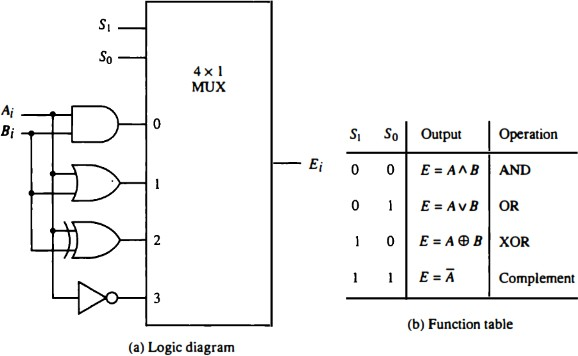 S₁
S₀
4 × 1
MUX
Aᵢ
Bᵢ
0
1
2
3
Eᵢ
(a) Logic diagram
S₁ S₀ Output Operation
0 0 E = A ∧ B AND
0 1 E = A ∨ B OR
1 0 E = A ⊕ B XOR
1 1 E = A̅ Complement
(b) Function table